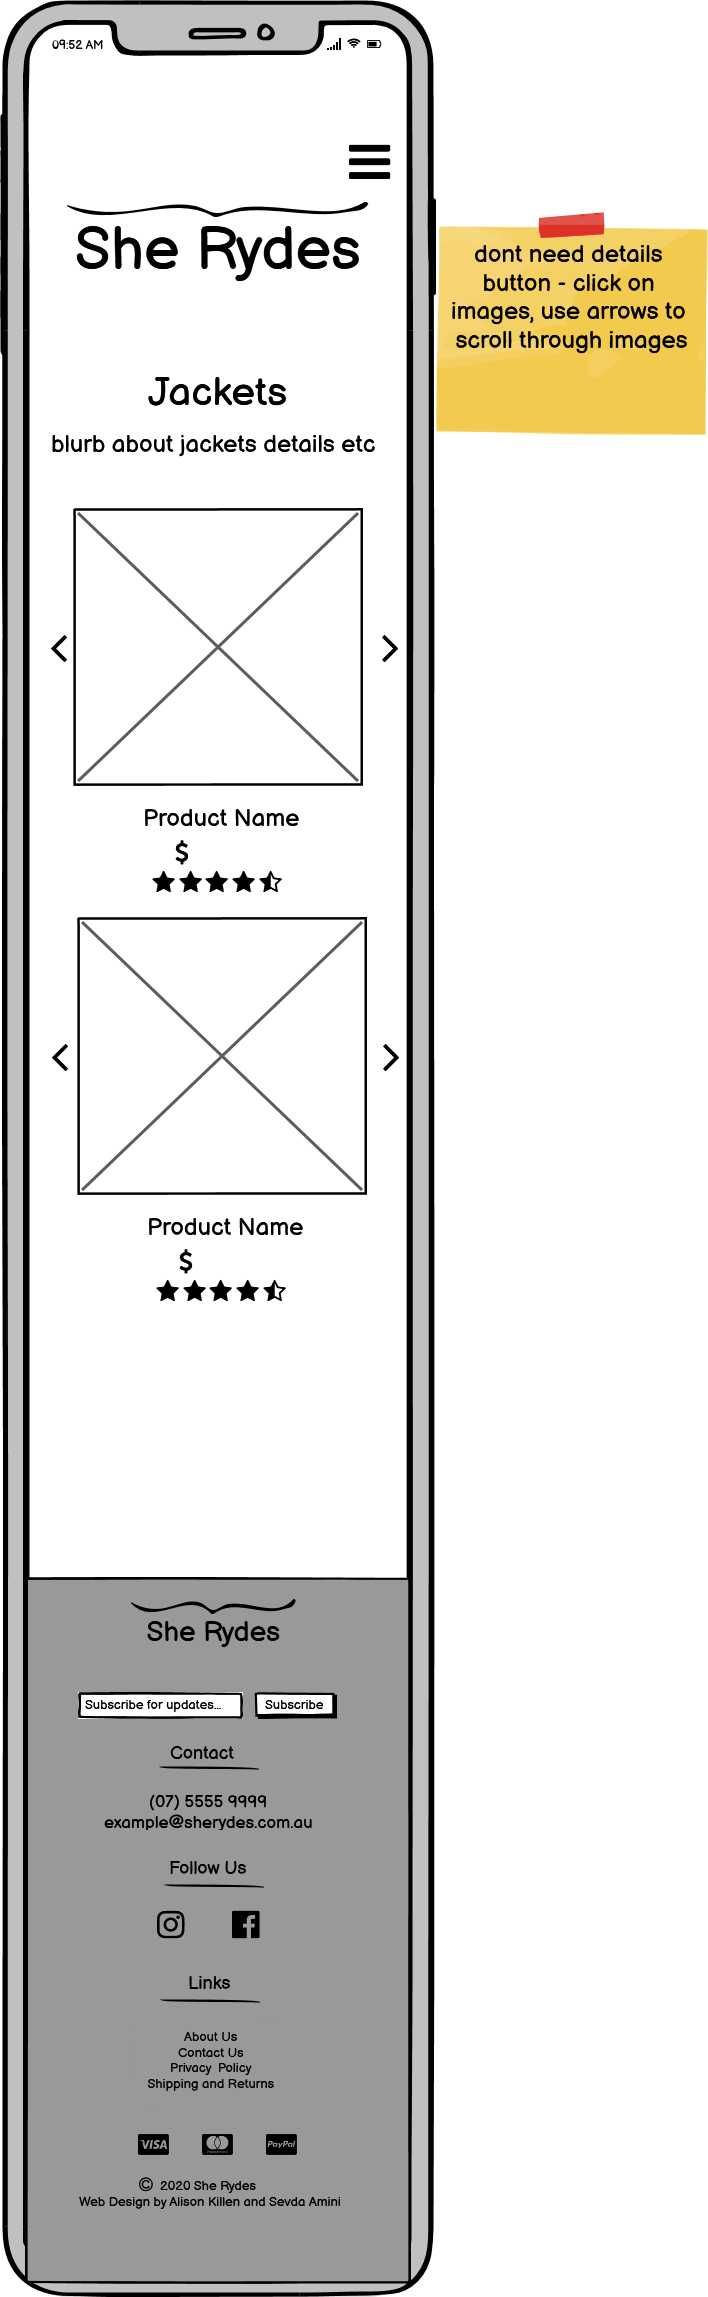 09:52 AM
She Rydes
dont need details
button - click on
images, use arrows to
scroll through images
Jackets
blurb about jackets details etc
Product Name
$
Product Name
$
She Rydes
Subscribe for updates...
Subscribe
Contact
(07) 5555 9999
example@sherydes.com.au
Follow Us
Links
About Us
Contact Us
Privacy Policy
Shipping and Returns
VISA
PayPal
© 2020 She Rydes
Web Design by Alison Killen and Sevda Amini